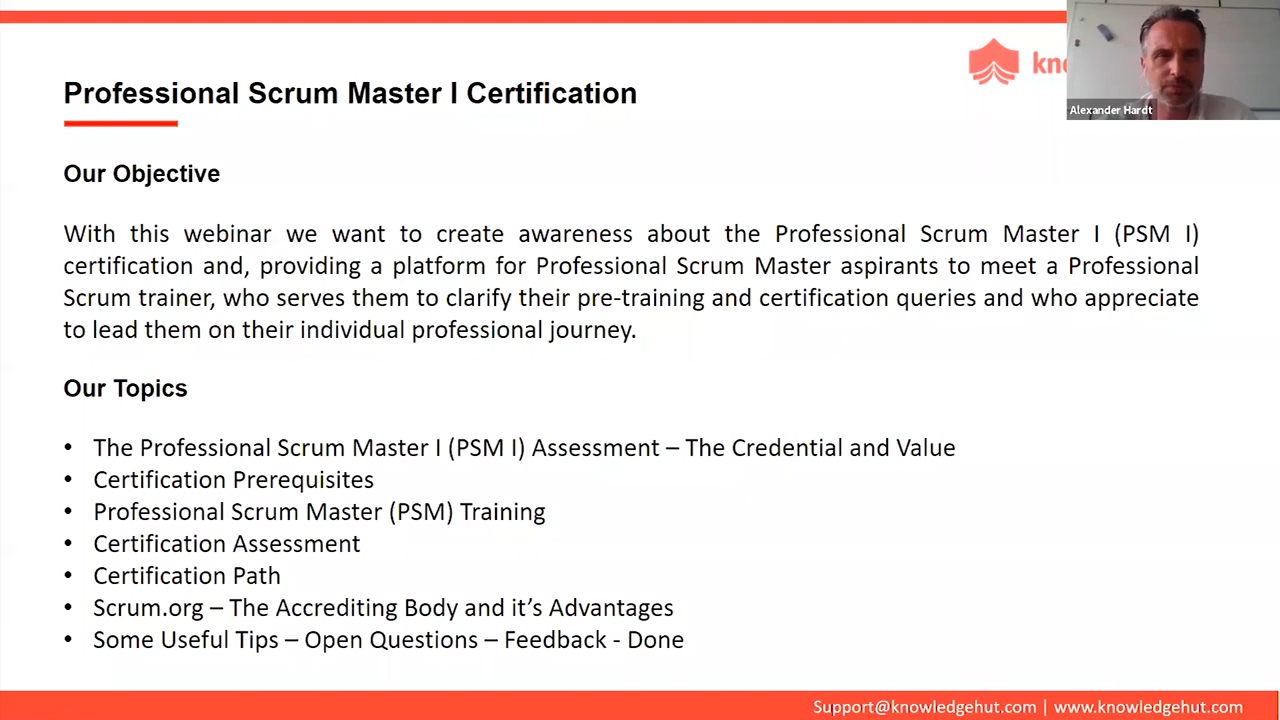 Professional Scrum Master I Certification
Alexander Hardt
Our Objective
With this webinar we want to create awareness about the Professional Scrum Master I (PSM I)
certification and, providing a platform for Professional Scrum Master aspirants to meet a Professional
Scrum trainer, who serves them to clarify their pre-training and certification queries and who appreciate
to lead them on their individual professional journey.
Our Topics
• The Professional Scrum Master I (PSM I) Assessment – The Credential and Value
• Certification Prerequisites
• Professional Scrum Master (PSM) Training
• Certification Assessment
• Certification Path
• Scrum.org – The Accrediting Body and it’s Advantages
• Some Useful Tips – Open Questions – Feedback - Done
Support@knowledgehut.com | www.knowledgehut.com